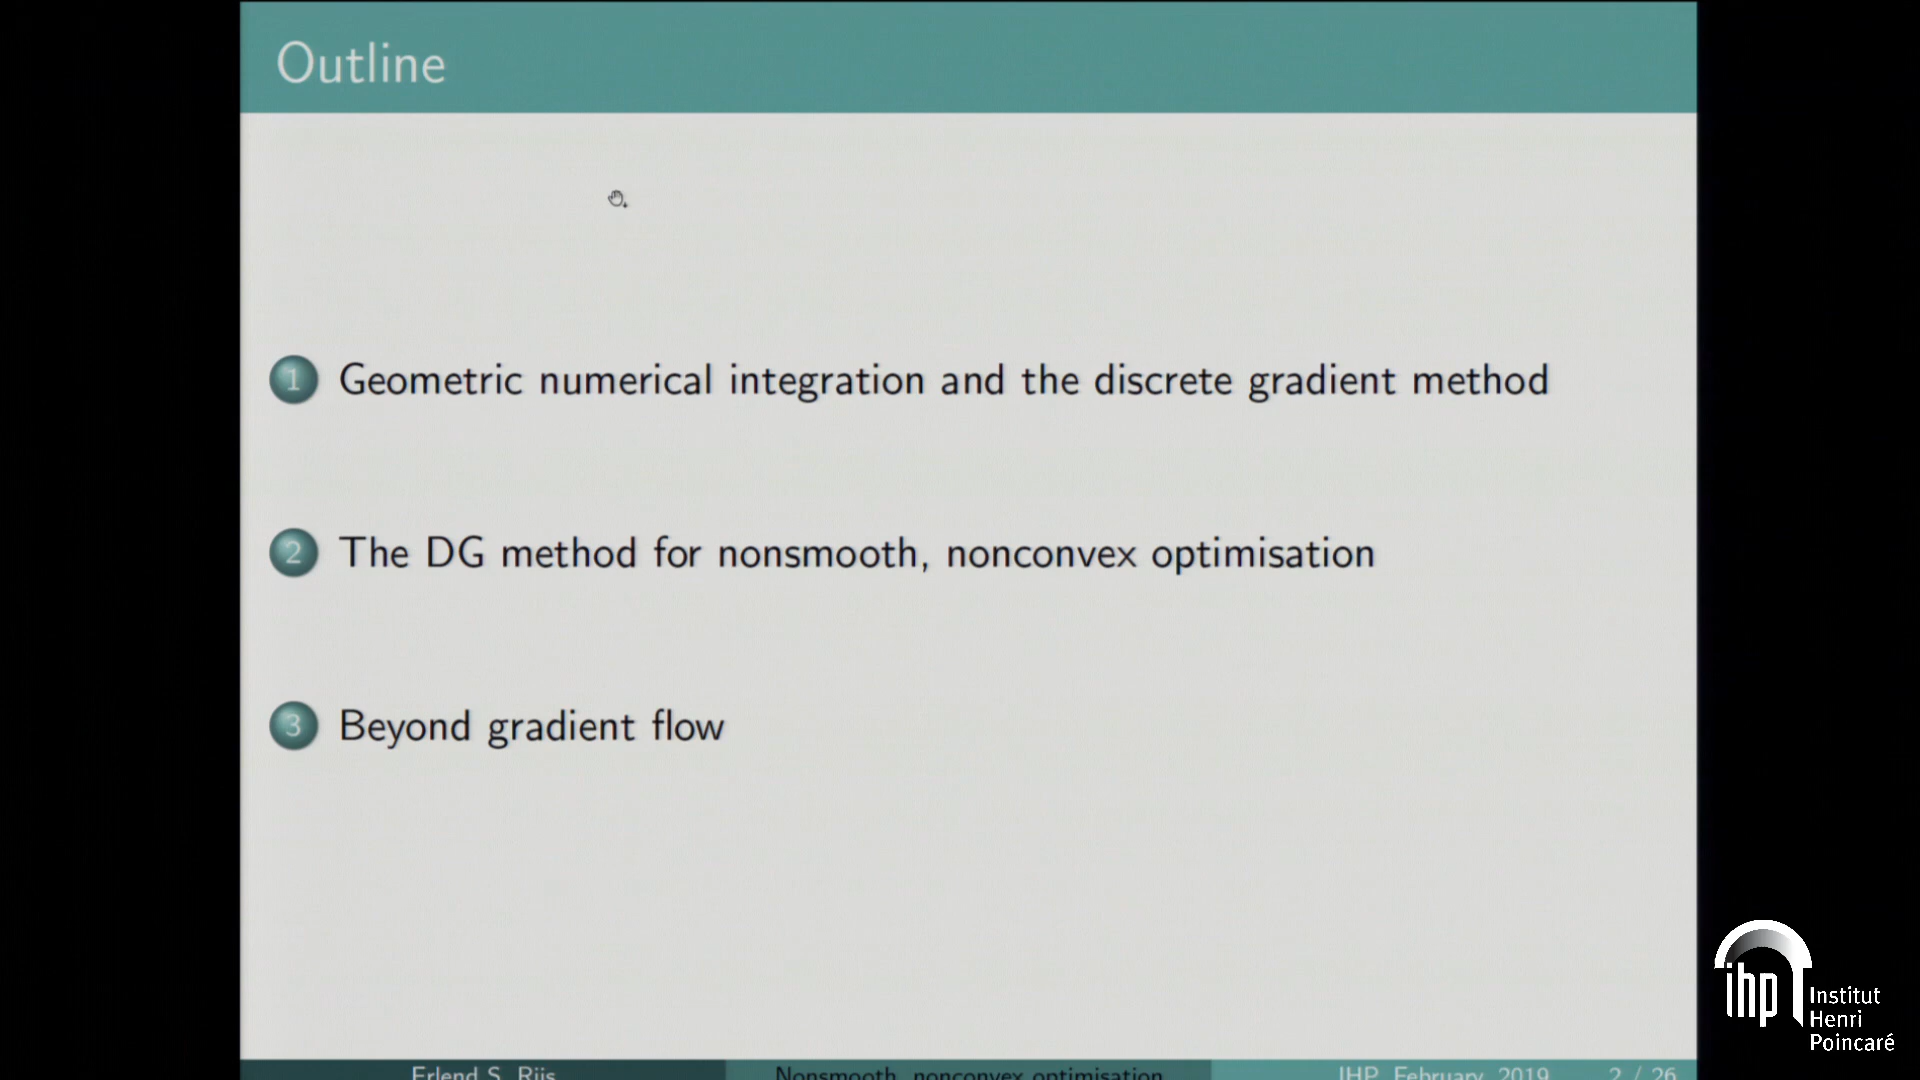 Outline
1 Geometric numerical integration and the discrete gradient method
2 The DG method for nonsmooth, nonconvex optimisation
3 Beyond gradient flow
Erlend S. Riis
Nonsmooth, nonconvex optimisation
IHP, February, 2019
2 / 26
ihp
Institut
Henri
Poincaré